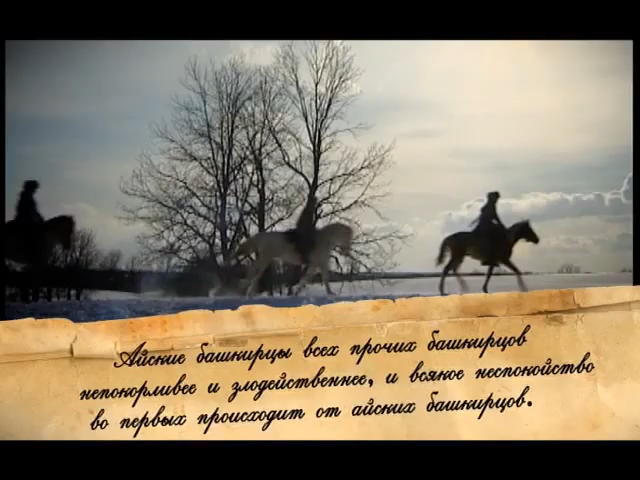 Айские башкирцы всех прочих башкирцов
непокорливее и злодейственнее, и всякое неспокойство
во первых происходит от айских башкирцов.